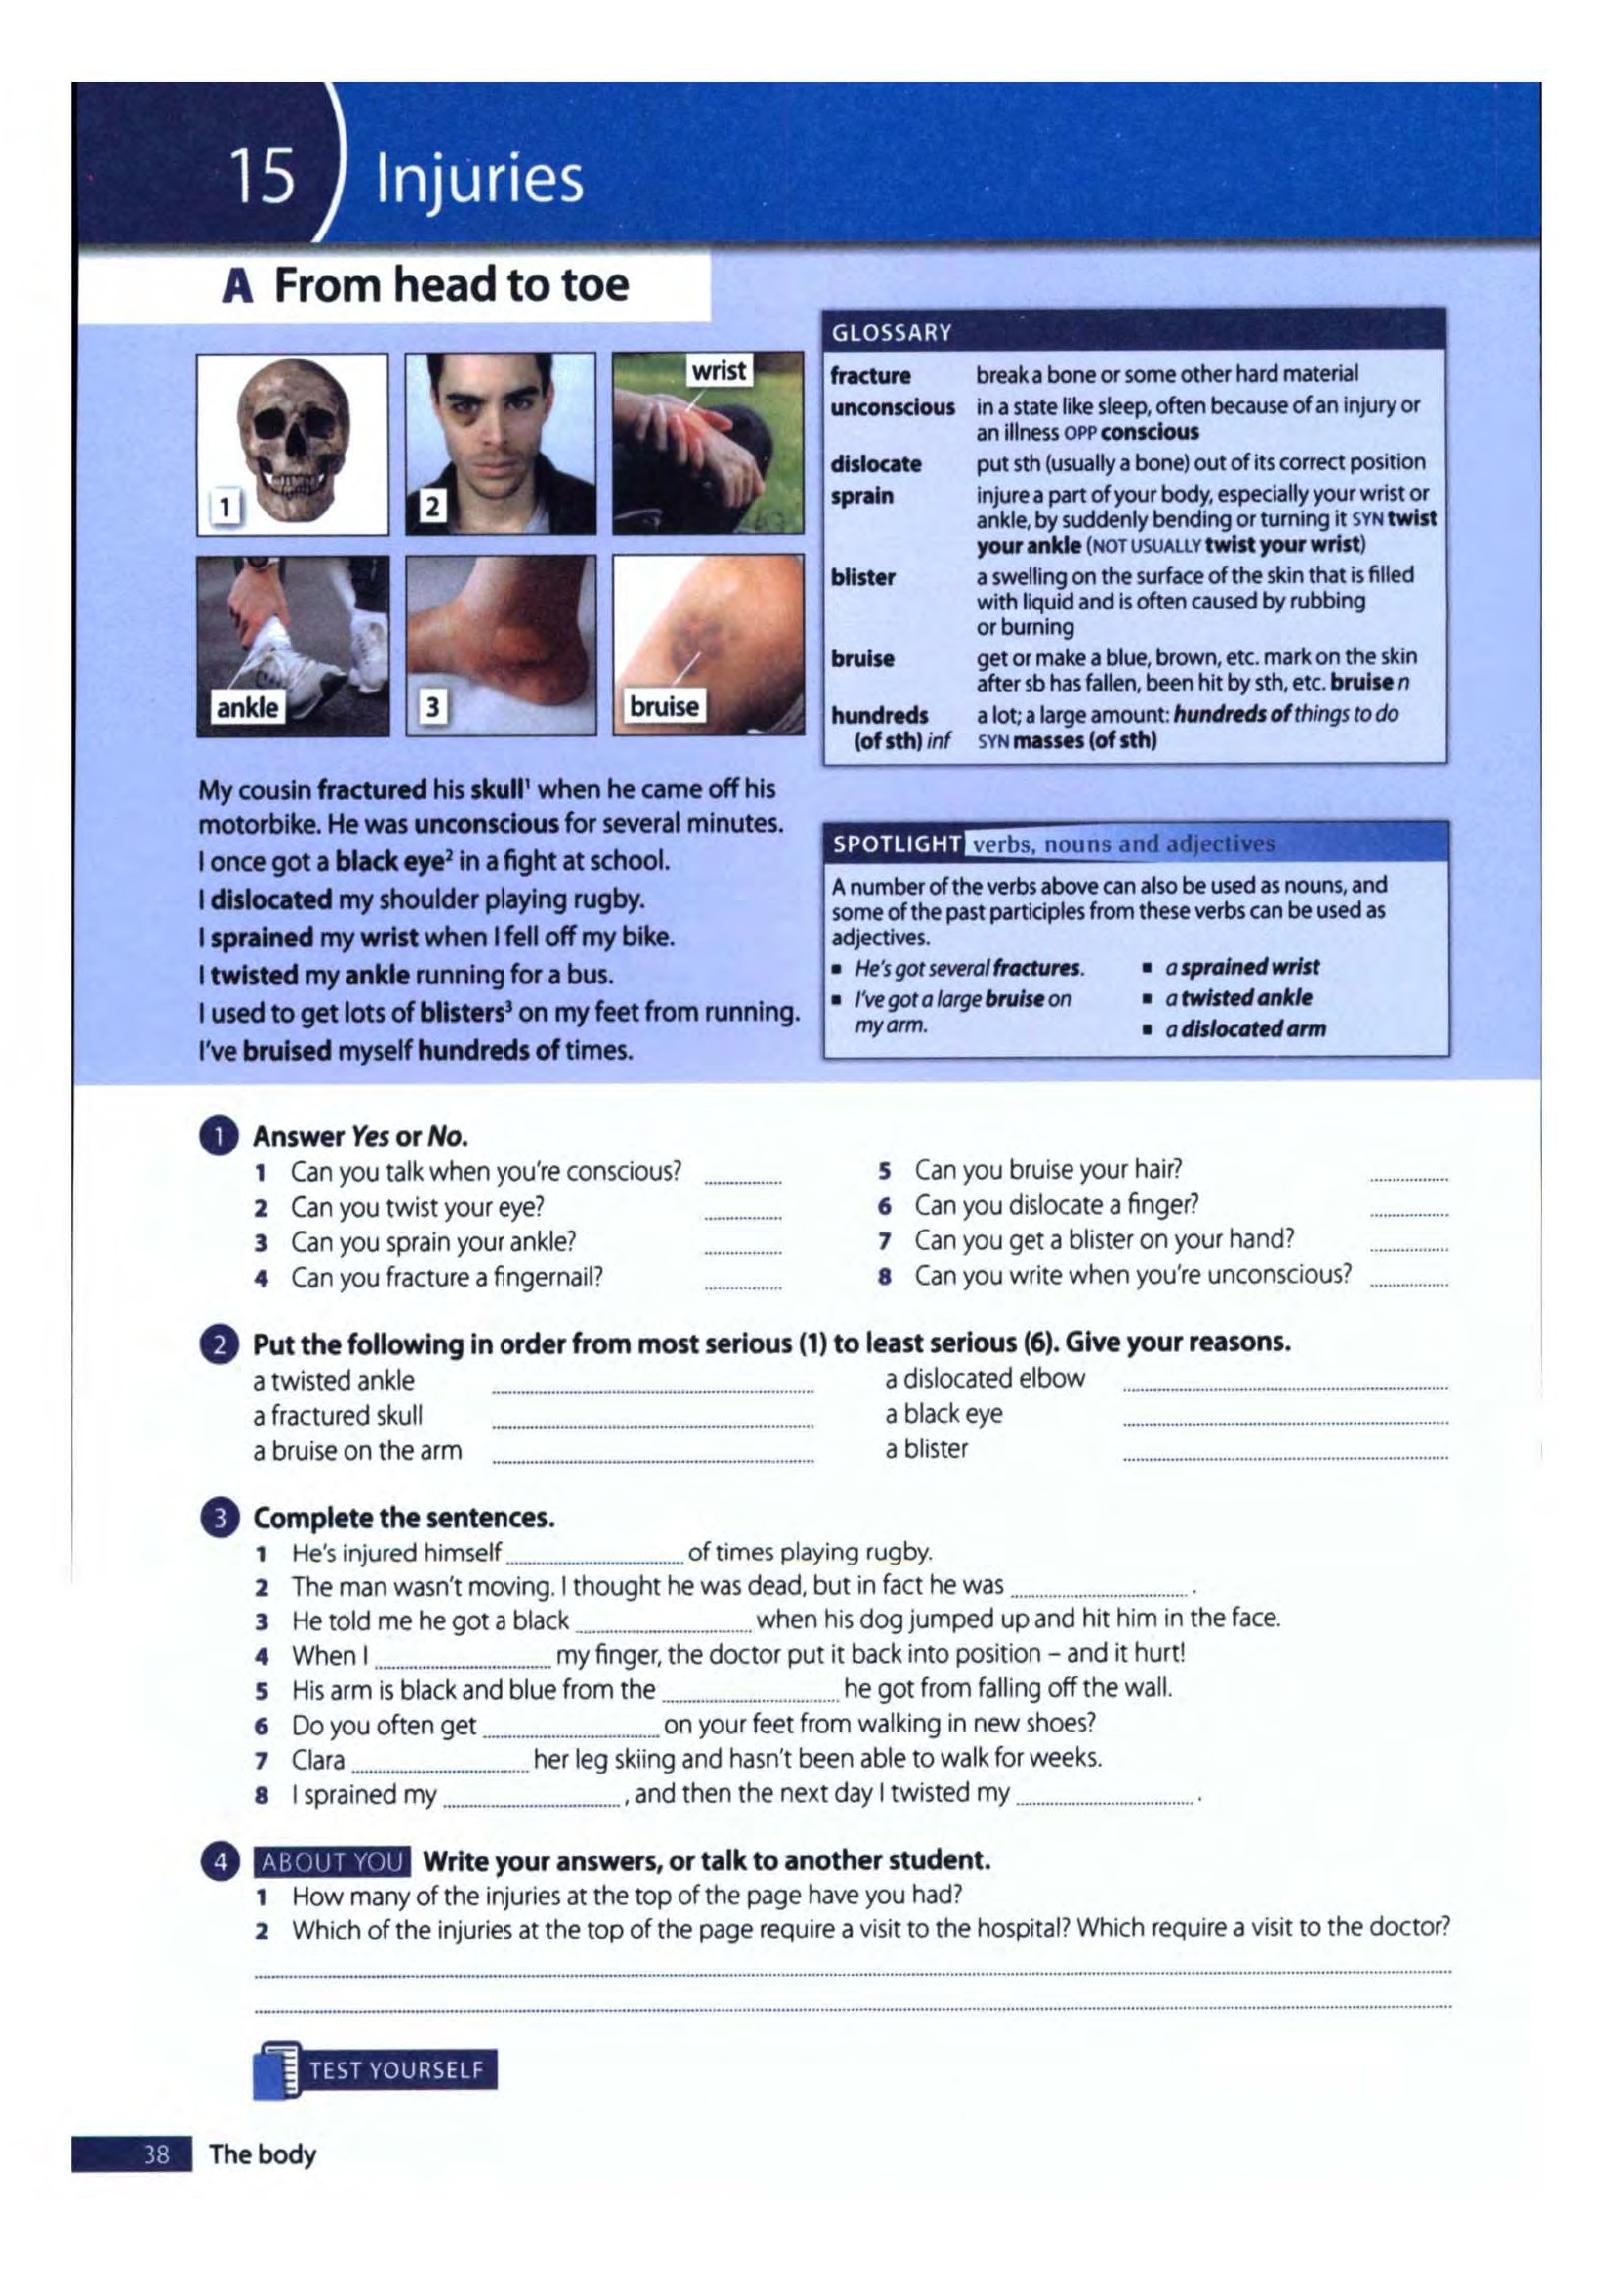 15 Injuries
A From head to toe
1
2
wrist
ankle
3
bruise
My cousin fractured his skull¹ when he came off his
motorbike. He was unconscious for several minutes.
I once got a black eye² in a fight at school.
I dislocated my shoulder playing rugby.
I sprained my wrist when I fell off my bike.
I twisted my ankle running for a bus.
I used to get lots of blisters³ on my feet from running.
I've bruised myself hundreds of times.
GLOSSARY
fracture break a bone or some other hard material
unconscious in a state like sleep, often because of an injury or
an illness OPP conscious
dislocate put sth (usually a bone) out of its correct position
sprain injure a part of your body, especially your wrist or
ankle, by suddenly bending or turning it SYN twist
your ankle (NOT USUALLY twist your wrist)
blister a swelling on the surface of the skin that is filled
with liquid and is often caused by rubbing
or burning
bruise get or make a blue, brown, etc. mark on the skin
after sb has fallen, been hit by sth, etc. bruise n
hundreds a lot; a large amount: hundreds of things to do
(of sth) inf SYN masses (of sth)
SPOTLIGHT verbs, nouns and adjectives
A number of the verbs above can also be used as nouns, and
some of the past participles from these verbs can be used as
adjectives.
▪ He's got several fractures. ▪ a sprained wrist
▪ I've got a large bruise on ▪ a twisted ankle
my arm. ▪ a dislocated arm
1 Answer Yes or No.
1 Can you talk when you're conscious?
2 Can you twist your eye?
3 Can you sprain your ankle?
4 Can you fracture a fingernail?
5 Can you bruise your hair?
6 Can you dislocate a finger?
7 Can you get a blister on your hand?
8 Can you write when you're unconscious?
2 Put the following in order from most serious (1) to least serious (6). Give your reasons.
a twisted ankle
a fractured skull
a bruise on the arm
a dislocated elbow
a black eye
a blister
3 Complete the sentences.
1 He's injured himself ............ of times playing rugby.
2 The man wasn't moving. I thought he was dead, but in fact he was ............ .
3 He told me he got a black ............ when his dog jumped up and hit him in the face.
4 When I ............ my finger, the doctor put it back into position – and it hurt!
5 His arm is black and blue from the ............ he got from falling off the wall.
6 Do you often get ............ on your feet from walking in new shoes?
7 Clara ............ her leg skiing and hasn't been able to walk for weeks.
8 I sprained my ............ , and then the next day I twisted my ............ .
4 ABOUT YOU Write your answers, or talk to another student.
1 How many of the injuries at the top of the page have you had?
2 Which of the injuries at the top of the page require a visit to the hospital? Which require a visit to the doctor?
TEST YOURSELF
38 The body